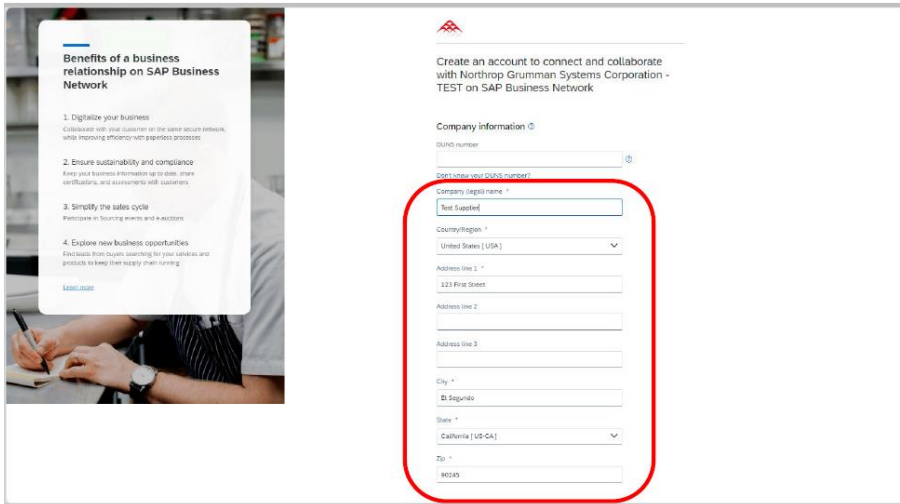 Benefits of a business
relationship on SAP Business
Network
1. Digitalize your business
Collaborate with your customer on the same secure network,
while improving efficiency with paperless processes
2. Ensure sustainability and compliance
Keep your business information up to date, share
certifications, and assessments with customers
3. Simplify the sales cycle
Participate in Sourcing events and e-auctions
4. Explore new business opportunities
Find leads from buyers searching for your services and
products to keep their supply chain running
Learn more
Create an account to connect and collaborate
with Northrop Grumman Systems Corporation -
TEST on SAP Business Network
Company information
DUNS number
Don't know your DUNS number?
Company (legal) name *
Test Supplier
Country/Region *
United States [ USA ]
Address line 1 *
123 First Street
Address line 2
Address line 3
City *
El Segundo
State *
California [ US-CA ]
Zip *
90245